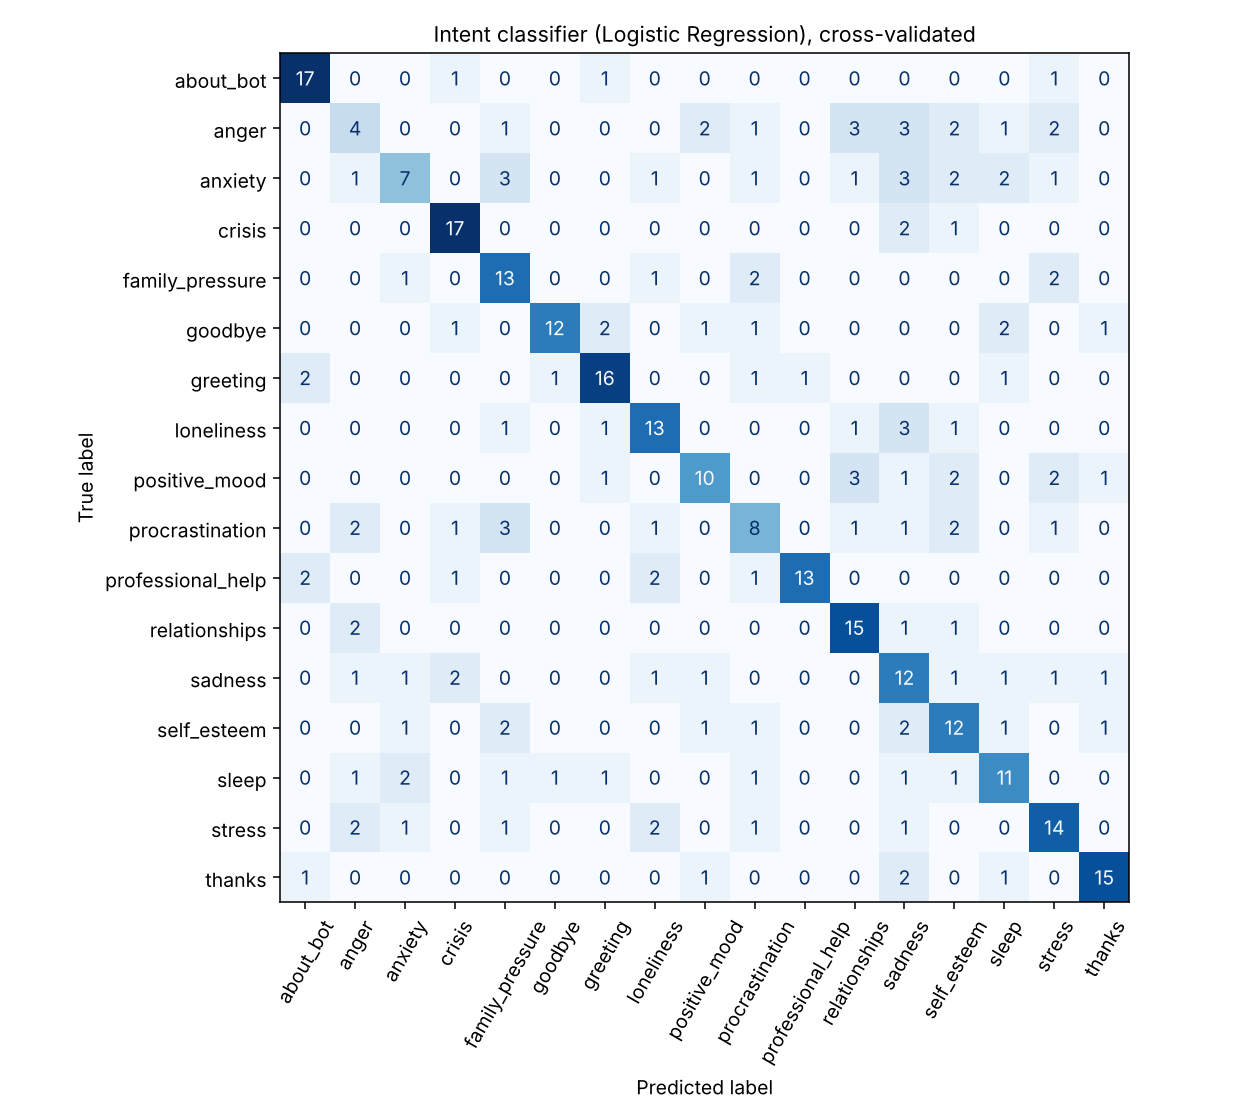 Intent classifier (Logistic Regression), cross-validated
about_bot 17 0 0 1 0 0 1 0 0 0 0 0 0 0 0 1 0
anger 0 4 0 0 1 0 0 0 2 1 0 3 3 2 1 2 0
anxiety 0 1 7 0 3 0 0 1 0 1 0 1 3 2 2 1 0
crisis 0 0 0 17 0 0 0 0 0 0 0 0 2 1 0 0 0
family_pressure 0 0 1 0 13 0 0 1 0 2 0 0 0 0 0 2 0
goodbye 0 0 0 1 0 12 2 0 1 1 0 0 0 0 2 0 1
greeting 2 0 0 0 0 1 16 0 0 1 1 0 0 0 1 0 0
loneliness 0 0 0 0 1 0 1 13 0 0 0 1 3 1 0 0 0
positive_mood 0 0 0 0 0 0 1 0 10 0 0 3 1 2 0 2 1
procrastination 0 2 0 1 3 0 0 1 0 8 0 1 1 2 0 1 0
professional_help 2 0 0 1 0 0 0 2 0 1 13 0 0 0 0 0 0
relationships 0 2 0 0 0 0 0 0 0 0 0 15 1 1 0 0 0
sadness 0 1 1 2 0 0 0 1 1 0 0 0 12 1 1 1 1
self_esteem 0 0 1 0 2 0 0 0 1 1 0 0 2 12 1 0 1
sleep 0 1 2 0 1 1 1 0 0 1 0 0 1 1 11 0 0
stress 0 2 1 0 1 0 0 2 0 1 0 0 1 0 0 14 0
thanks 1 0 0 0 0 0 0 0 1 0 0 0 2 0 1 0 15
True label
about_bot
anger
anxiety
crisis
family_pressure
goodbye
greeting
loneliness
positive_mood
procrastination
professional_help
relationships
sadness
self_esteem
sleep
stress
thanks
Predicted label